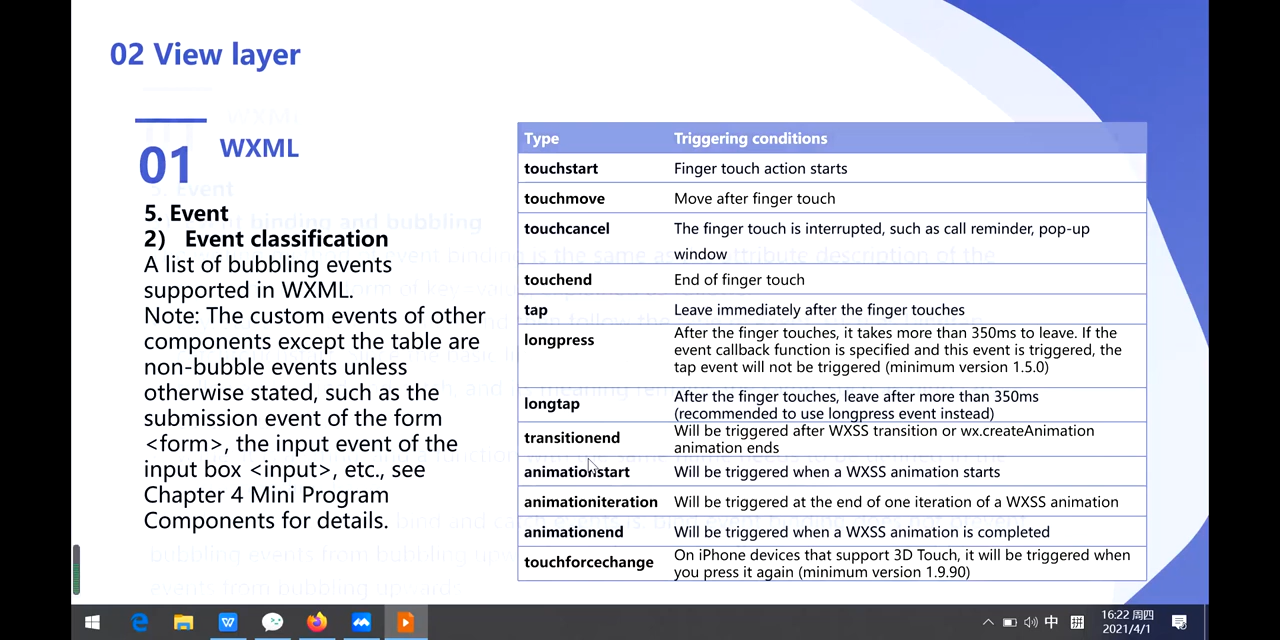 02 View layer
01
WXML
5. Event
2) Event classification
A list of bubbling events
supported in WXML.
Note: The custom events of other
components except the table are
non-bubble events unless
otherwise stated, such as the
submission event of the form
<form>, the input event of the
input box <input>, etc., see
Chapter 4 Mini Program
Components for details.
Type Triggering conditions
touchstart Finger touch action starts
touchmove Move after finger touch
touchcancel The finger touch is interrupted, such as call reminder, pop-up
window
touchend End of finger touch
tap Leave immediately after the finger touches
longpress After the finger touches, it takes more than 350ms to leave. If the
event callback function is specified and this event is triggered, the
tap event will not be triggered (minimum version 1.5.0)
longtap After the finger touches, leave after more than 350ms
(recommended to use longpress event instead)
transitionend Will be triggered after WXSS transition or wx.createAnimation
animation ends
animationstart Will be triggered when a WXSS animation starts
animationiteration Will be triggered at the end of one iteration of a WXSS animation
animationend Will be triggered when a WXSS animation is completed
touchforcechange On iPhone devices that support 3D Touch, it will be triggered when
you press it again (minimum version 1.9.90)
中 拼 16:22 周四
2021/4/1